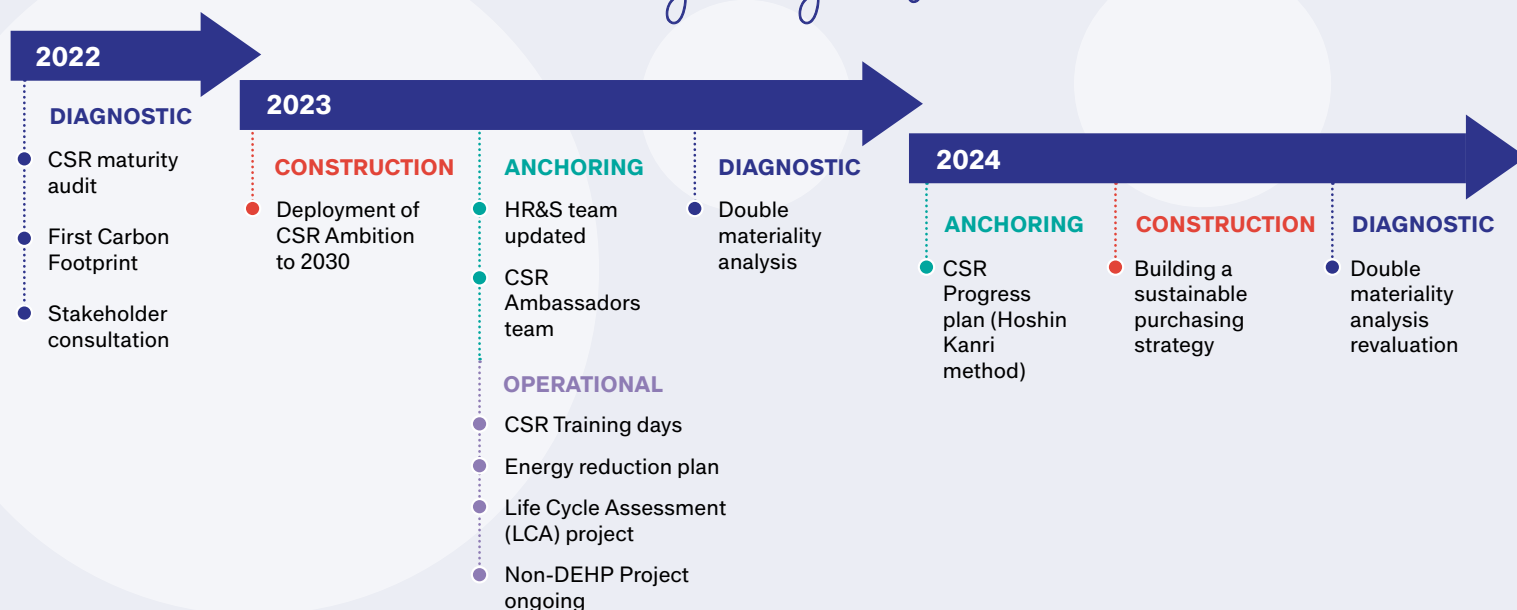 2022
DIAGNOSTIC
CSR maturity
audit
First Carbon
Footprint
Stakeholder
consultation
2023
CONSTRUCTION
Deployment of
CSR Ambition
to 2030
ANCHORING
HR&S team
updated
CSR
Ambassadors
team
OPERATIONAL
CSR Training days
Energy reduction plan
Life Cycle Assessment
(LCA) project
Non-DEHP Project
ongoing
DIAGNOSTIC
Double
materiality
analysis
2024
ANCHORING
CSR
Progress
plan (Hoshin
Kanri
method)
CONSTRUCTION
Building a
sustainable
purchasing
strategy
DIAGNOSTIC
Double
materiality
analysis
revaluation